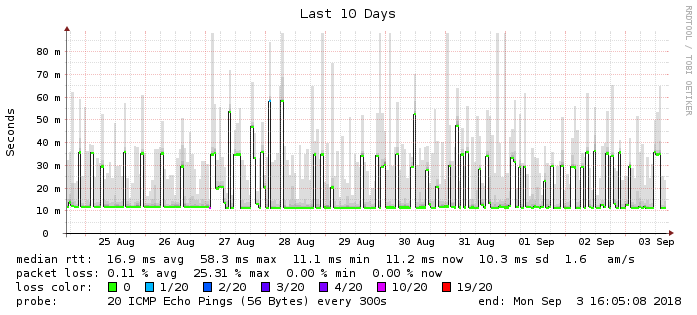 Last 10 Days
RRDTOOL / TOBI OETIKER
Seconds
80 m
70 m
60 m
50 m
40 m
30 m
20 m
10 m
0
25 Aug 26 Aug 27 Aug 28 Aug 29 Aug 30 Aug 31 Aug 01 Sep 02 Sep 03 Sep
median rtt: 16.9 ms avg 58.3 ms max 11.1 ms min 11.2 ms now 10.3 ms sd 1.6 am/s
packet loss: 0.11 % avg 25.31 % max 0.00 % min 0.00 % now
loss color: 0 1/20 2/20 3/20 4/20 10/20 19/20
probe: 20 ICMP Echo Pings (56 Bytes) every 300s end: Mon Sep 3 16:05:08 2018